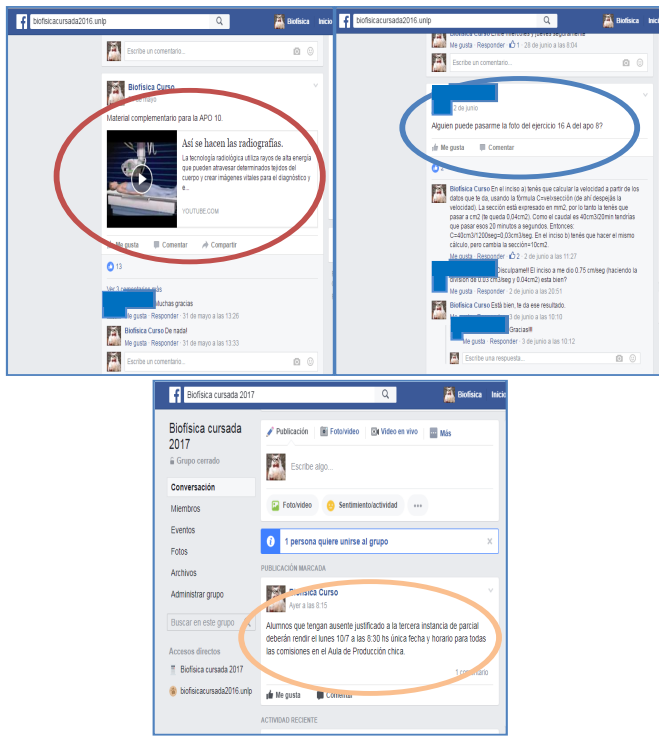 biofisicacursada2016.unlp
Biofísica Inicio
Escribe un comentario...
Biofísica Curso
de mayo
Material complementario para la APO 10.
Así se hacen las radiografías.
La tecnología radiológica utiliza rayos de alta energía
que pueden atravesar determinados tejidos del
cuerpo y crear imágenes vitales para el diagnóstico y
e...
YOUTUBE.COM
Me gusta Comentar Compartir
13
Ver 3 comentarios más
Muchas gracias
Me gusta · Responder · 31 de mayo a las 13:26
Biofísica Curso De nada!
Me gusta · Responder · 31 de mayo a las 13:33
Escribe un comentario...
biofisicacursada2016.unlp
Biofísica Inici
Biofísica Curso Entre miércoles y jueves seguramente
Me gusta · Responder · 1 · 28 de junio a las 8:04
Escribe un comentario...
2 de junio
Alguien puede pasarme la foto del ejercicio 16 A del apo 8?
Me gusta Comentar
Biofísica Curso En el inciso a) tenés que calcular la velocidad a partir de los
datos que te da, usando la fórmula C=velxsección (de ahí despejás la
velocidad). La sección está expresado en mm2, por lo tanto la tenés que
pasar a cm2 (te queda 0,04cm2). Como el caudal es 40cm3/20min tendrías
que pasar esos 20 minutos a segundos. Entonces;
C=40cm3/1200seg=0,03cm3/seg. En el inciso b) tenés que hacer el mismo
cálculo, pero cambia la sección=10cm2.
Me gusta · Responder · 2 · 2 de junio a las 11:27
Disculpame!! El inciso a me dio 0.75 cm/seg (haciendo la
división de 0.03 cm3/seg y 0.04cm2) esta bien?
Me gusta · Responder · 2 de junio a las 20:51
Biofísica Curso Está bien, te da ese resultado.
3 de junio a las 10:10
Gracias!!!
Me gusta · Responder · 3 de junio a las 10:12
Escribe una respuesta...
Biofísica cursada 2017
Biofísica Inicio
Biofísica cursada
2017
Grupo cerrado
Conversación
Miembros
Eventos
Fotos
Archivos
Administrar grupo
Buscar en este grupo
Accesos directos
Biofísica cursada 2017
biofisicacursada2016.unlp
Publicación Foto/video Video en vivo Más
Escribe algo...
Foto/video Sentimiento/actividad ...
1 persona quiere unirse al grupo X
PUBLICACIÓN MARCADA
Biofísica Curso
Ayer a las 8:15
Alumnos que tengan ausente justificado a la tercera instancia de parcial
deberán rendir el lunes 10/7 a las 8:30 hs única fecha y horario para todas
las comisiones en el Aula de Producción chica.
1 comentario
Me gusta Comentar
ACTIVIDAD RECIENTE